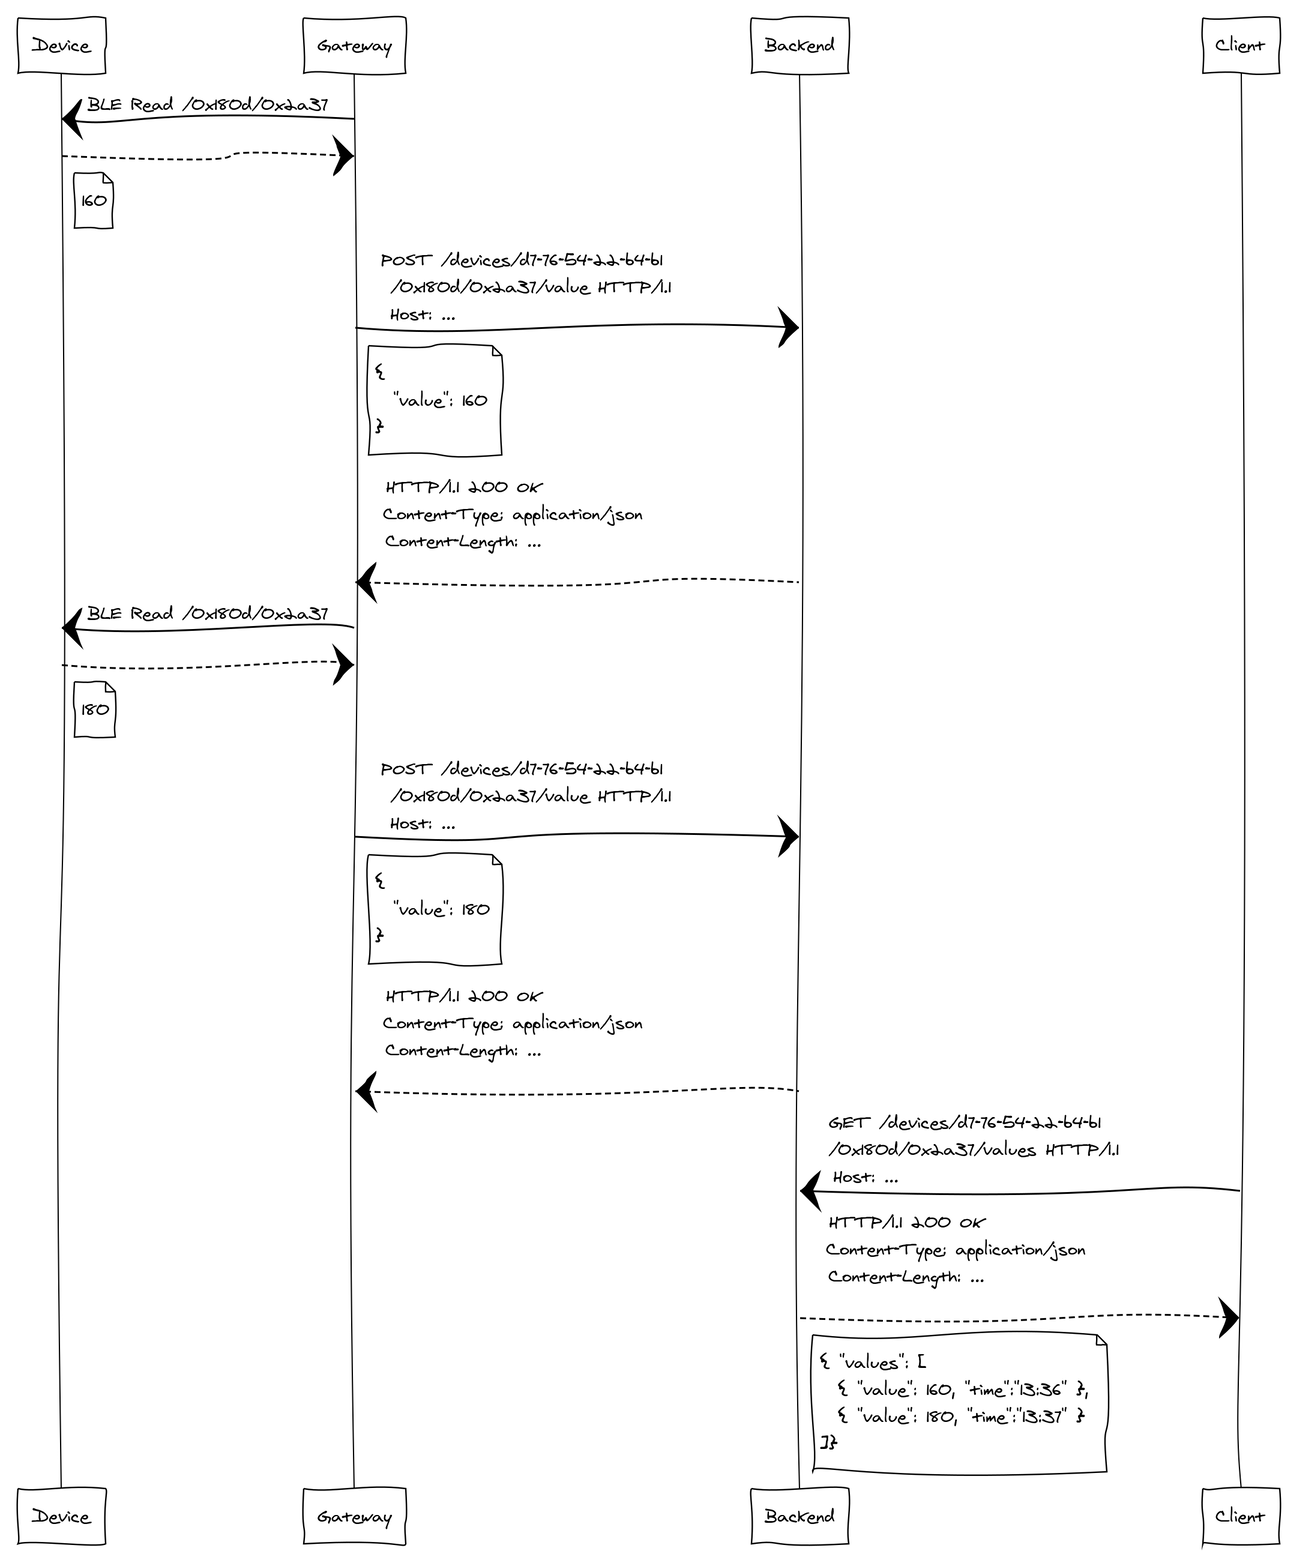 Device Gateway Backend Client
BLE Read /0x180d/0x2a37
160
POST /devices/d7-76-54-22-b4-b1
/0x180d/0x2a37/value HTTP/1.1
Host: ...
{
"value": 160
}
HTTP/1.1 200 OK
Content-Type: application/json
Content-Length: ...
BLE Read /0x180d/0x2a37
180
POST /devices/d7-76-54-22-b4-b1
/0x180d/0x2a37/value HTTP/1.1
Host: ...
{
"value": 180
}
HTTP/1.1 200 OK
Content-Type: application/json
Content-Length: ...
GET /devices/d7-76-54-22-b4-b1
/0x180d/0x2a37/values HTTP/1.1
Host: ...
HTTP/1.1 200 OK
Content-Type: application/json
Content-Length: ...
{ "values": [
{ "value": 160, "time":"13:36" },
{ "value": 180, "time":"13:37" }
]}
Device Gateway Backend Client